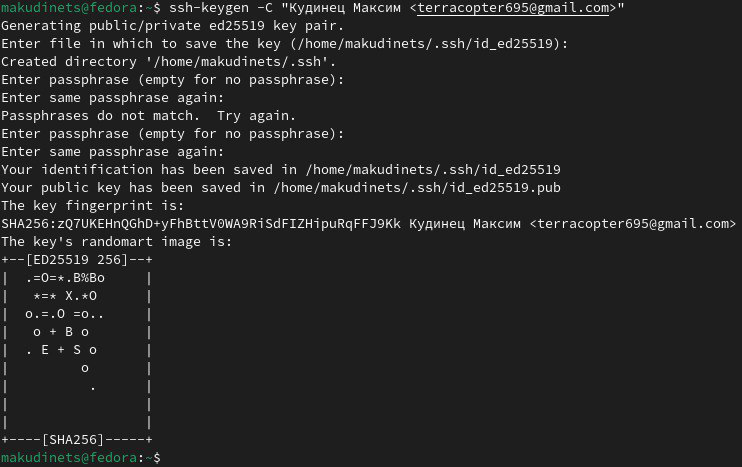 makudinets@fedora:~$ ssh-keygen -C "Кудинец Максим <terracopter695@gmail.com>"
Generating public/private ed25519 key pair.
Enter file in which to save the key (/home/makudinets/.ssh/id_ed25519):
Created directory '/home/makudinets/.ssh'.
Enter passphrase (empty for no passphrase):
Enter same passphrase again:
Passphrases do not match.  Try again.
Enter passphrase (empty for no passphrase):
Enter same passphrase again:
Your identification has been saved in /home/makudinets/.ssh/id_ed25519
Your public key has been saved in /home/makudinets/.ssh/id_ed25519.pub
The key fingerprint is:
SHA256:zQ7UKEHnQGhD+yFhBttV0WA9RiSdFIZHipuRqFFJ9Kk Кудинец Максим <terracopter695@gmail.com>
The key's randomart image is:
+--[ED25519 256]--+
|  .=O=*.B%Bo     |
|   *=* X.*O      |
|  o.=.O =o..     |
|   o + B o       |
|  . E + S o      |
|         o       |
|          .      |
|                 |
|                 |
+----[SHA256]-----+
makudinets@fedora:~$